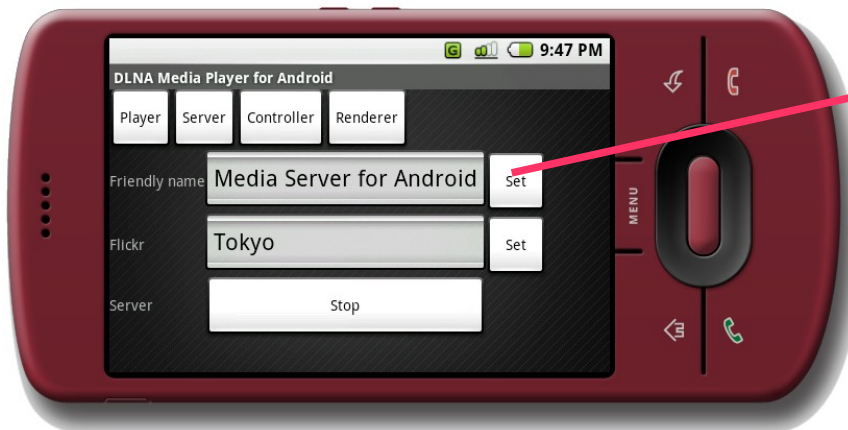 G 9:47 PM
DLNA Media Player for Android
Player Server Controller Renderer
Friendly name Media Server for Android Set
Flickr Tokyo Set
Server Stop
MENU